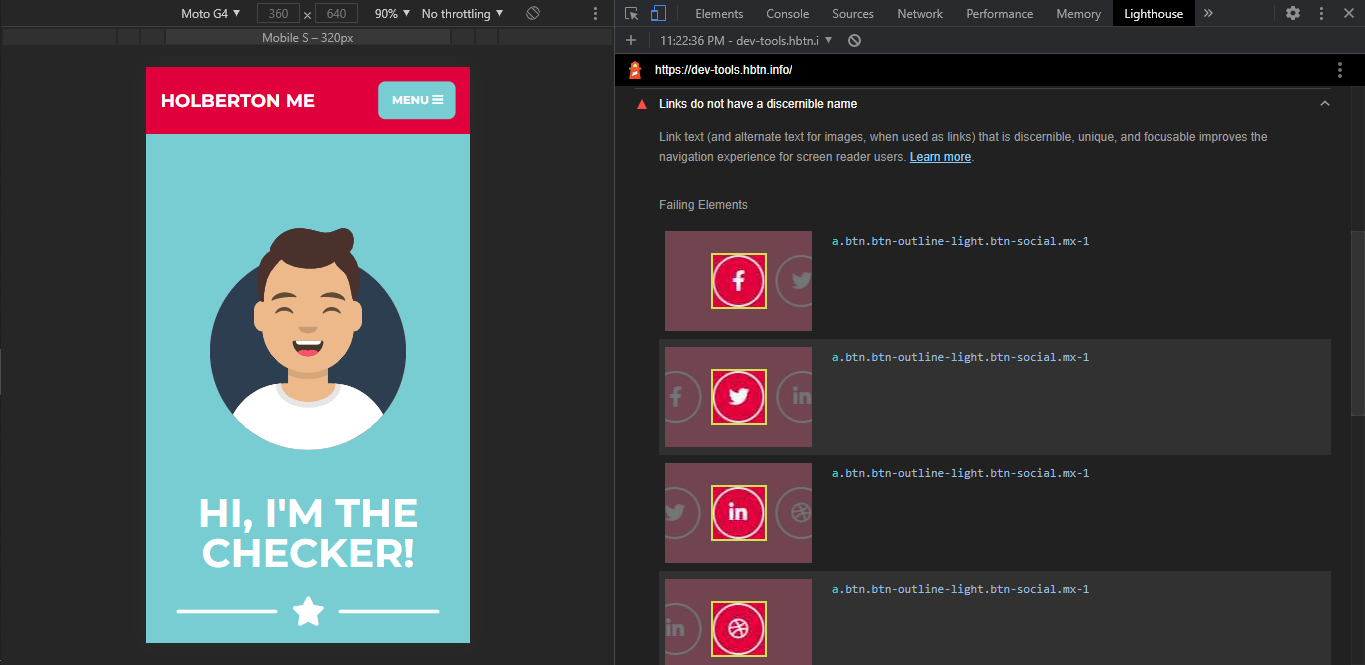 Moto G4 ▼ 360 × 640 90% ▼ No throttling ▼
Mobile S – 320px
HOLBERTON ME
MENU
HI, I'M THE
CHECKER!
Elements Console Sources Network Performance Memory Lighthouse »
+ 11:22:36 PM - dev-tools.hbtn.i ▼
https://dev-tools.hbtn.info/
Links do not have a discernible name
Link text (and alternate text for images, when used as links) that is discernible, unique, and focusable improves the
navigation experience for screen reader users. Learn more.
Failing Elements
f
a.btn.btn-outline-light.btn-social.mx-1
f in
a.btn.btn-outline-light.btn-social.mx-1
in
a.btn.btn-outline-light.btn-social.mx-1
in
a.btn.btn-outline-light.btn-social.mx-1